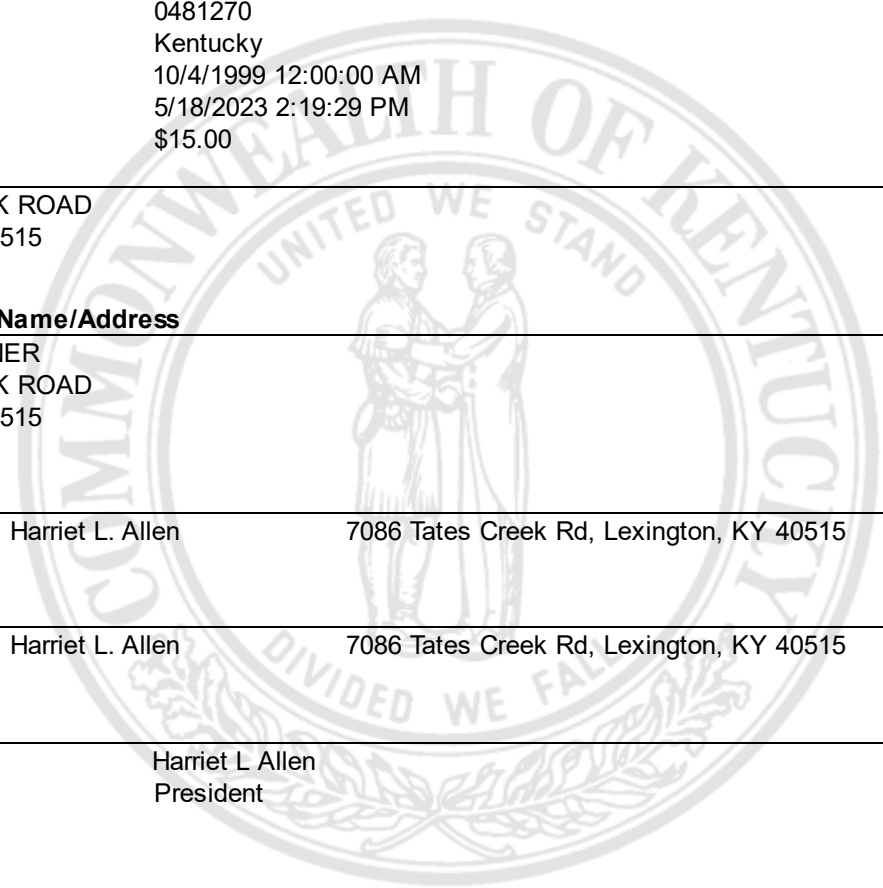 0481270
Kentucky
10/4/1999 12:00:00 AM
5/18/2023 2:19:29 PM
$15.00
K ROAD
515
Name/Address
ER
K ROAD
515
Harriet L. Allen 7086 Tates Creek Rd, Lexington, KY 40515
Harriet L. Allen 7086 Tates Creek Rd, Lexington, KY 40515
Harriet L Allen
President
COMMONWEALTH OF KENTUCKY
UNITED WE STAND
DIVIDED WE FALL